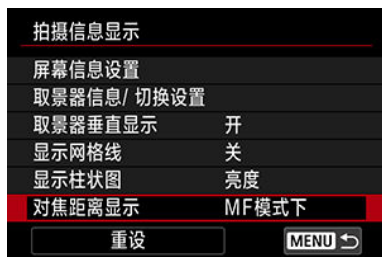 拍摄信息显示
屏幕信息设置
取景器信息/ 切换设置
取景器垂直显示 开
显示网格线 关
显示柱状图 亮度
对焦距离显示 MF模式下
重设 MENU